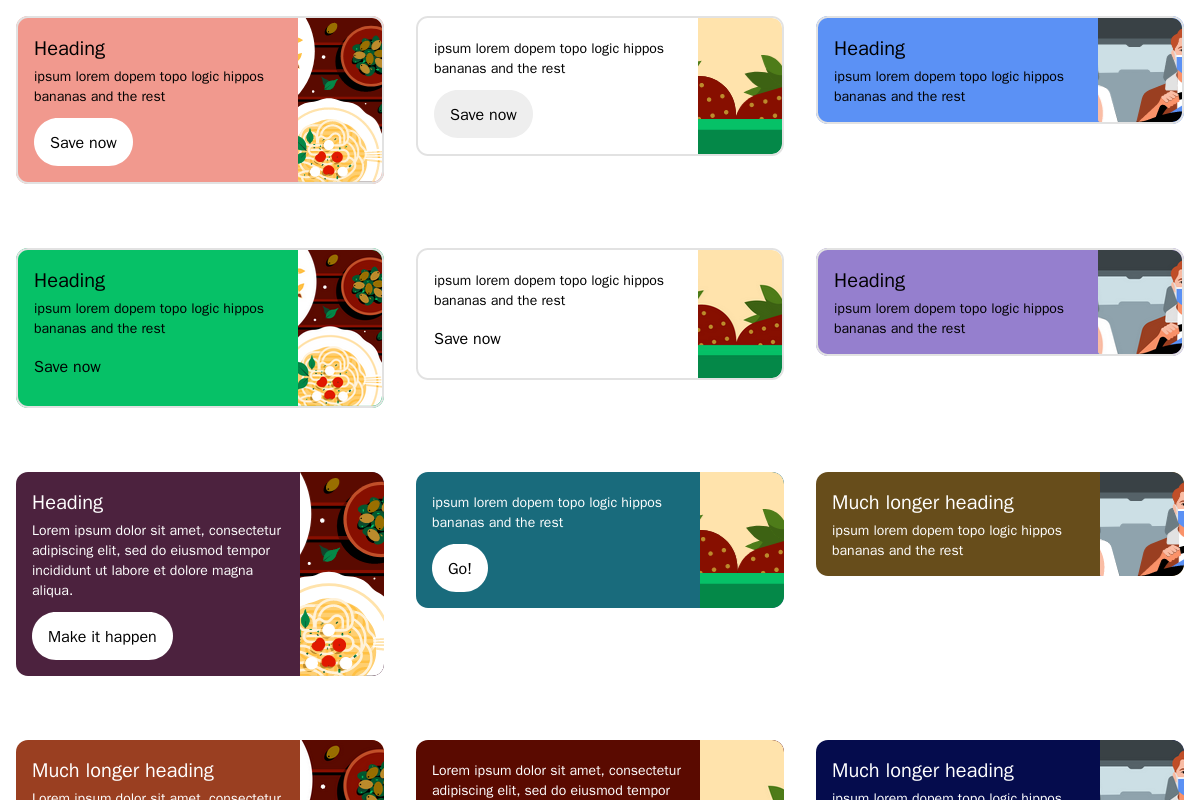 Heading
ipsum lorem dopem topo logic hippos
bananas and the rest
Save now
ipsum lorem dopem topo logic hippos
bananas and the rest
Save now
Heading
ipsum lorem dopem topo logic hippos
bananas and the rest
Heading
ipsum lorem dopem topo logic hippos
bananas and the rest
Save now
ipsum lorem dopem topo logic hippos
bananas and the rest
Save now
Heading
ipsum lorem dopem topo logic hippos
bananas and the rest
Heading
Lorem ipsum dolor sit amet, consectetur
adipiscing elit, sed do eiusmod tempor
incididunt ut labore et dolore magna
aliqua.
Make it happen
ipsum lorem dopem topo logic hippos
bananas and the rest
Go!
Much longer heading
ipsum lorem dopem topo logic hippos
bananas and the rest
Much longer heading
Lorem ipsum dolor sit amet, consectetur
Lorem ipsum dolor sit amet, consectetur
adipiscing elit, sed do eiusmod tempor
Much longer heading
ipsum lorem dopem topo logic hippos